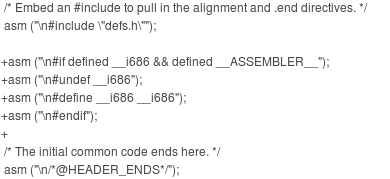 /* Embed an #include to pull in the alignment and .end directives. */
asm ("\n#include \"defs.h\"");
+asm ("\n#if defined __i686 && defined __ASSEMBLER__");
+asm ("\n#undef __i686");
+asm ("\n#define __i686 __i686");
+asm ("\n#endif");
+
/* The initial common code ends here. */
asm ("\n/*@HEADER_ENDS*/");